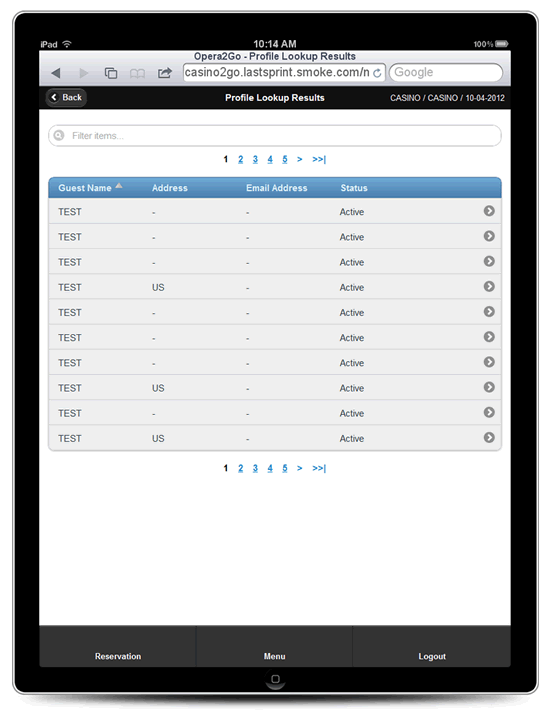 iPad 10:14 AM 100%
Opera2Go - Profile Lookup Results
casino2go.lastsprint.smoke.com/n Google
Back Profile Lookup Results CASINO / CASINO / 10-04-2012
Filter items...
1 2 3 4 5 > >>|
Guest Name Address Email Address Status
TEST - - Active
TEST - - Active
TEST - - Active
TEST US - Active
TEST - - Active
TEST - - Active
TEST - - Active
TEST US - Active
TEST - - Active
TEST US - Active
1 2 3 4 5 > >>|
Reservation Menu Logout